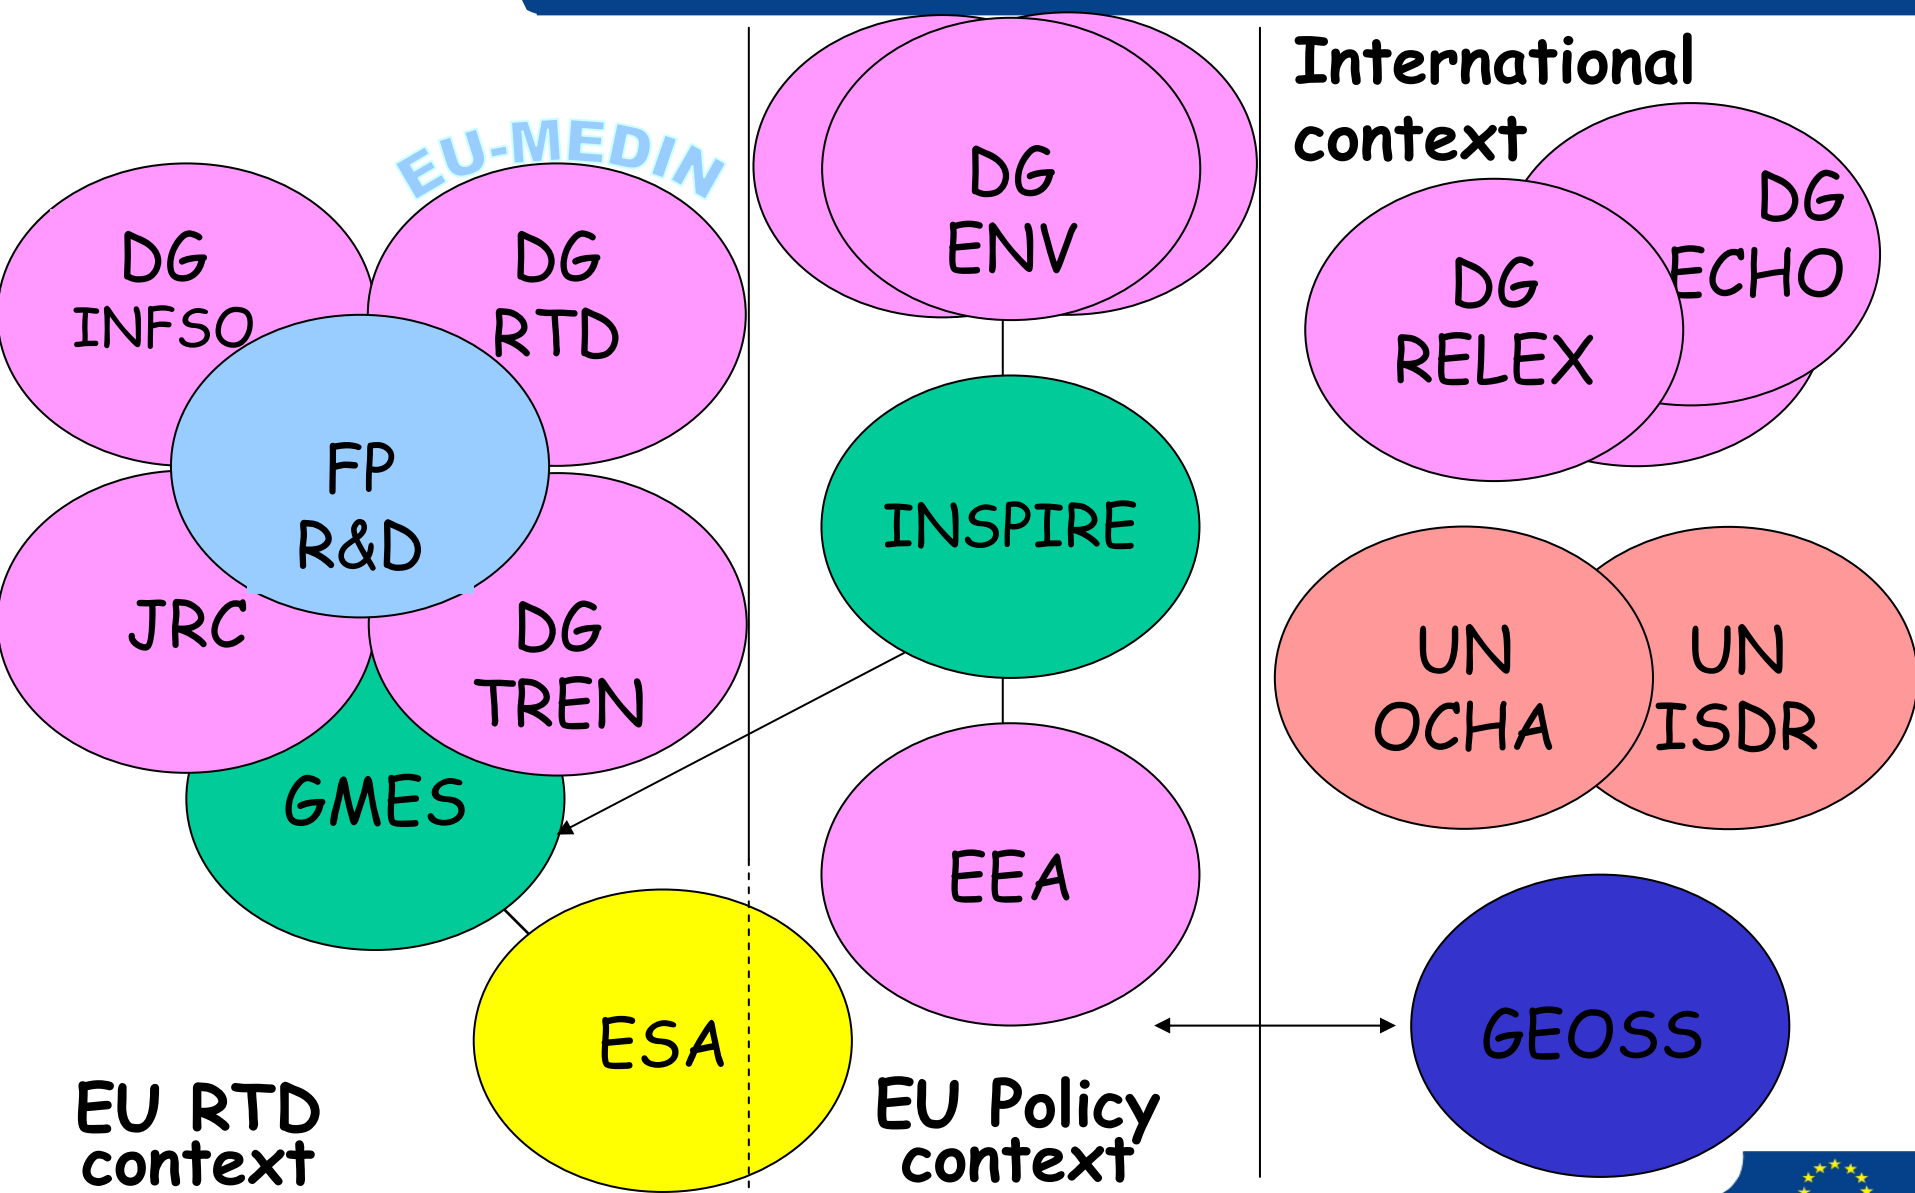 EU-MEDIN
DG
INFSO
DG
RTD
FP
R&D
JRC
DG
TREN
GMES
ESA
EU RTD
context
DG
ENV
INSPIRE
EEA
EU Policy
context
International
context
DG
ECHO
DG
RELEX
UN
OCHA
UN
ISDR
GEOSS